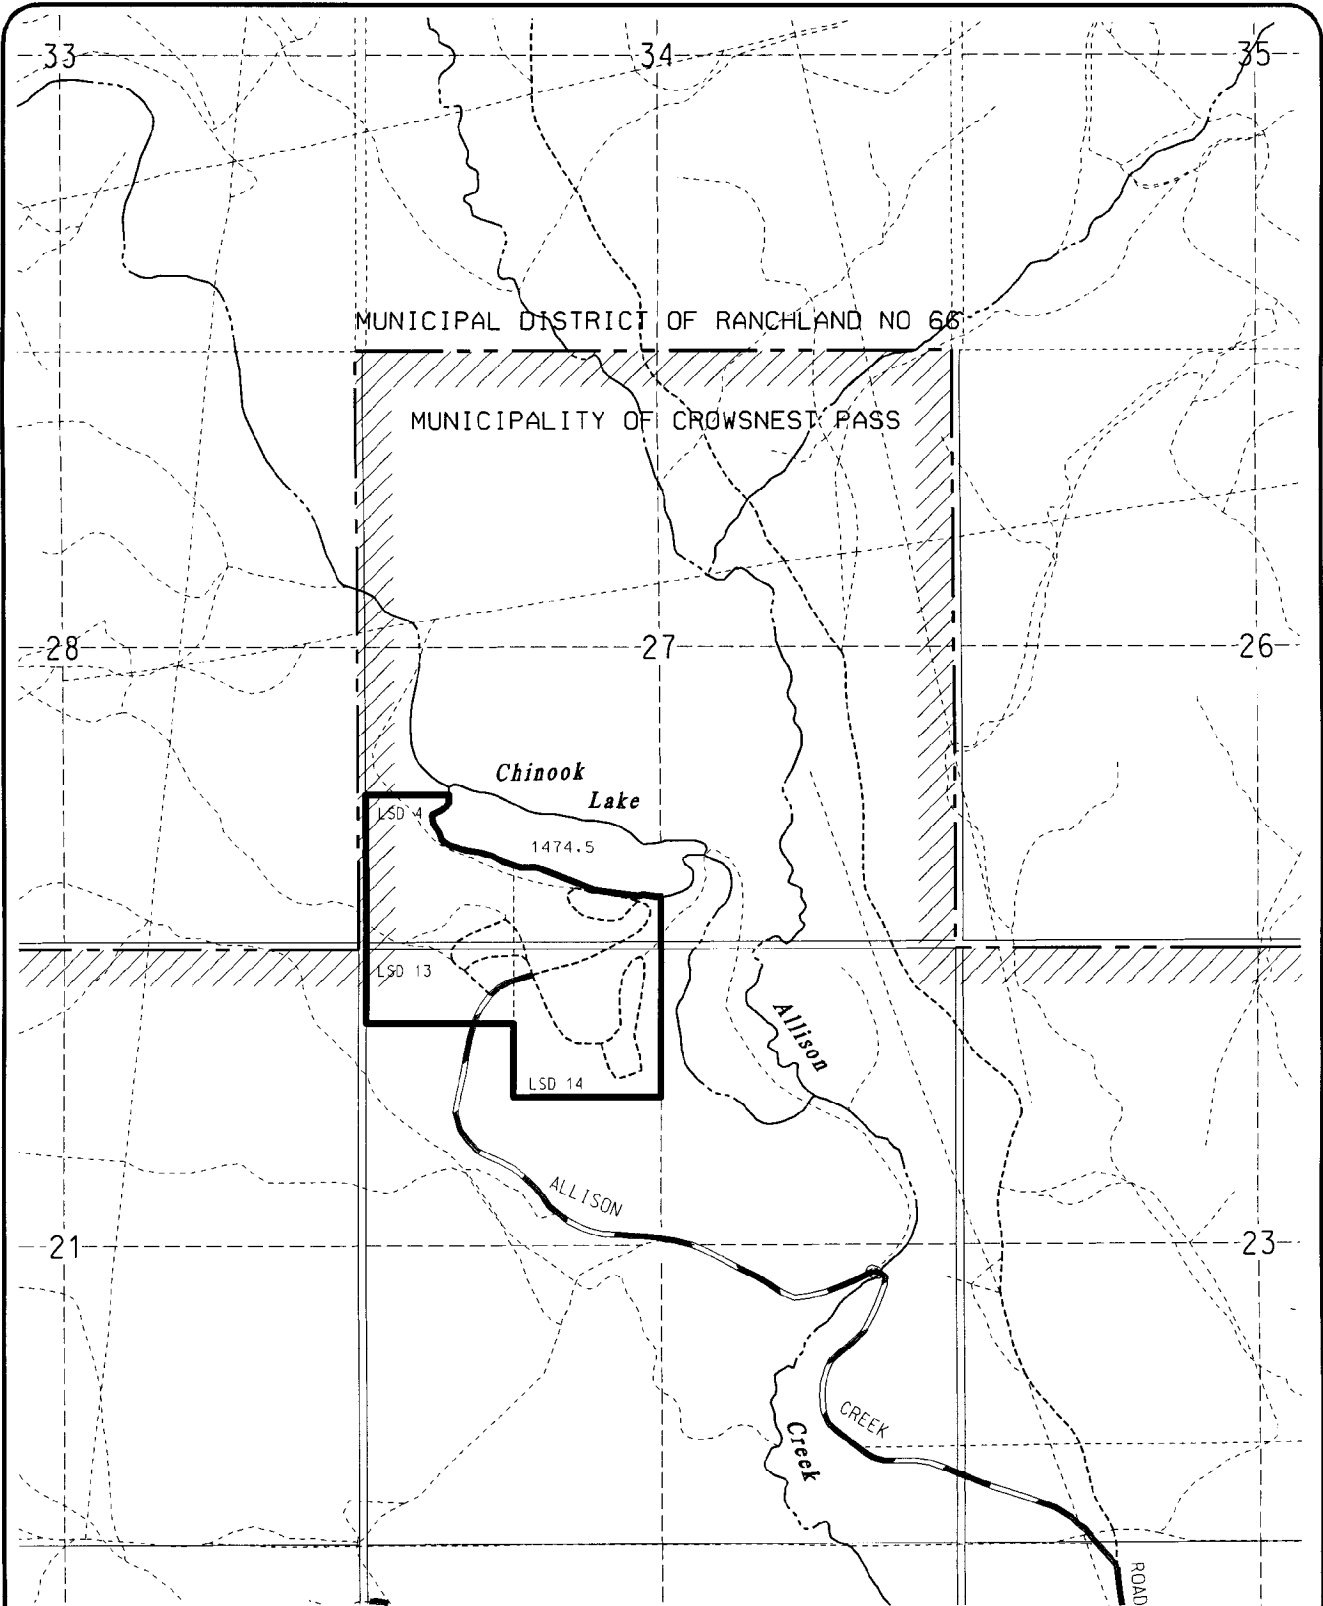 33
34
35
MUNICIPAL DISTRICT OF RANCHLAND NO 66
MUNICIPALITY OF CROWSNEST PASS
28
27
26
Chinook
Lake
LSD 4
1474.5
LSD 13
Allison
LSD 14
ALLISON
21
23
CREEK
Creek
ROAD